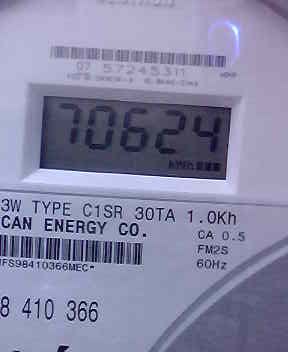 07 57245311
70624
KWH
3W TYPE C1SR 30TA 1.0Kh
CAN ENERGY CO.
CA 0.5
FM2S
60Hz
IFS98410366MEC*
8 410 366